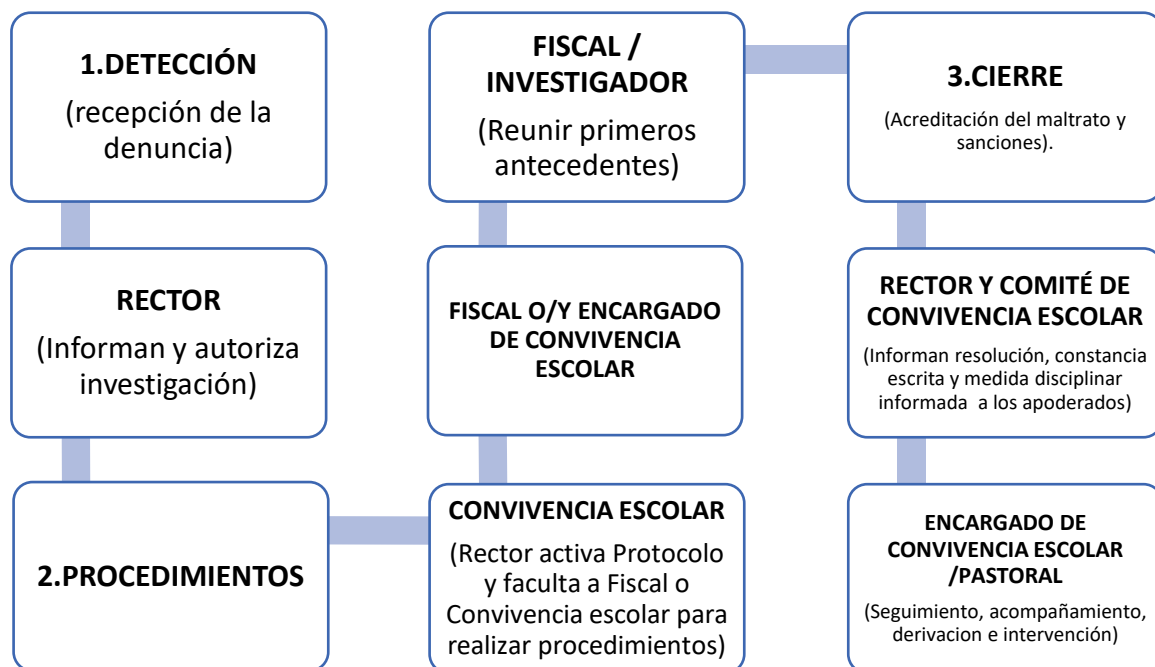 1.DETECCIÓN
(recepción de la
denuncia)
RECTOR
(Informan y autoriza
investigación)
2.PROCEDIMIENTOS
CONVIVENCIA ESCOLAR
(Rector activa Protocolo
y faculta a Fiscal o
Convivencia escolar para
realizar procedimientos)
FISCAL O/Y ENCARGADO
DE CONVIVENCIA
ESCOLAR
FISCAL /
INVESTIGADOR
(Reunir primeros
antecedentes)
3.CIERRE
(Acreditación del maltrato y
sanciones).
RECTOR Y COMITÉ DE
CONVIVENCIA ESCOLAR
(Informan resolución, constancia
escrita y medida disciplinar
informada a los apoderados)
ENCARGADO DE
CONVIVENCIA ESCOLAR
/PASTORAL
(Seguimiento, acompañamiento,
derivacion e intervención)